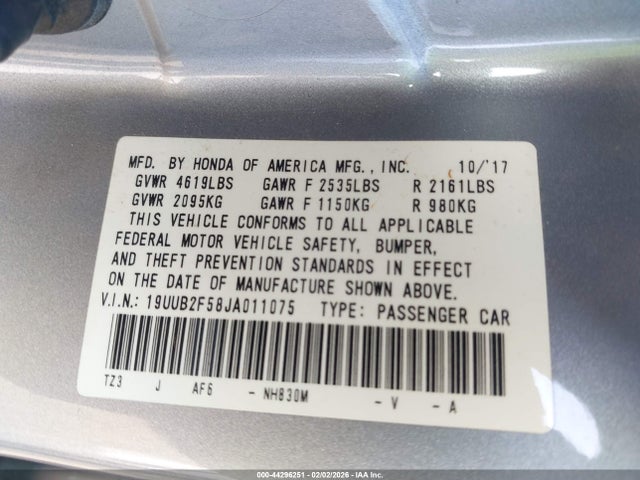 MFD. BY HONDA OF AMERICA MFG., INC. 10/'17
GVWR 4619LBS GAWR F 2535LBS R 2161LBS
GVWR 2095KG GAWR F 1150KG R 980KG
THIS VEHICLE CONFORMS TO ALL APPLICABLE
FEDERAL MOTOR VEHICLE SAFETY, BUMPER,
AND THEFT PREVENTION STANDARDS IN EFFECT
ON THE DATE OF MANUFACTURE SHOWN ABOVE.
V.I.N.: 19UUB2F58JA011075 TYPE: PASSENGER CAR
TZ3 J AF6 - NH830M - V - A
000-44296251 - 02/02/2026 - IAA Inc.